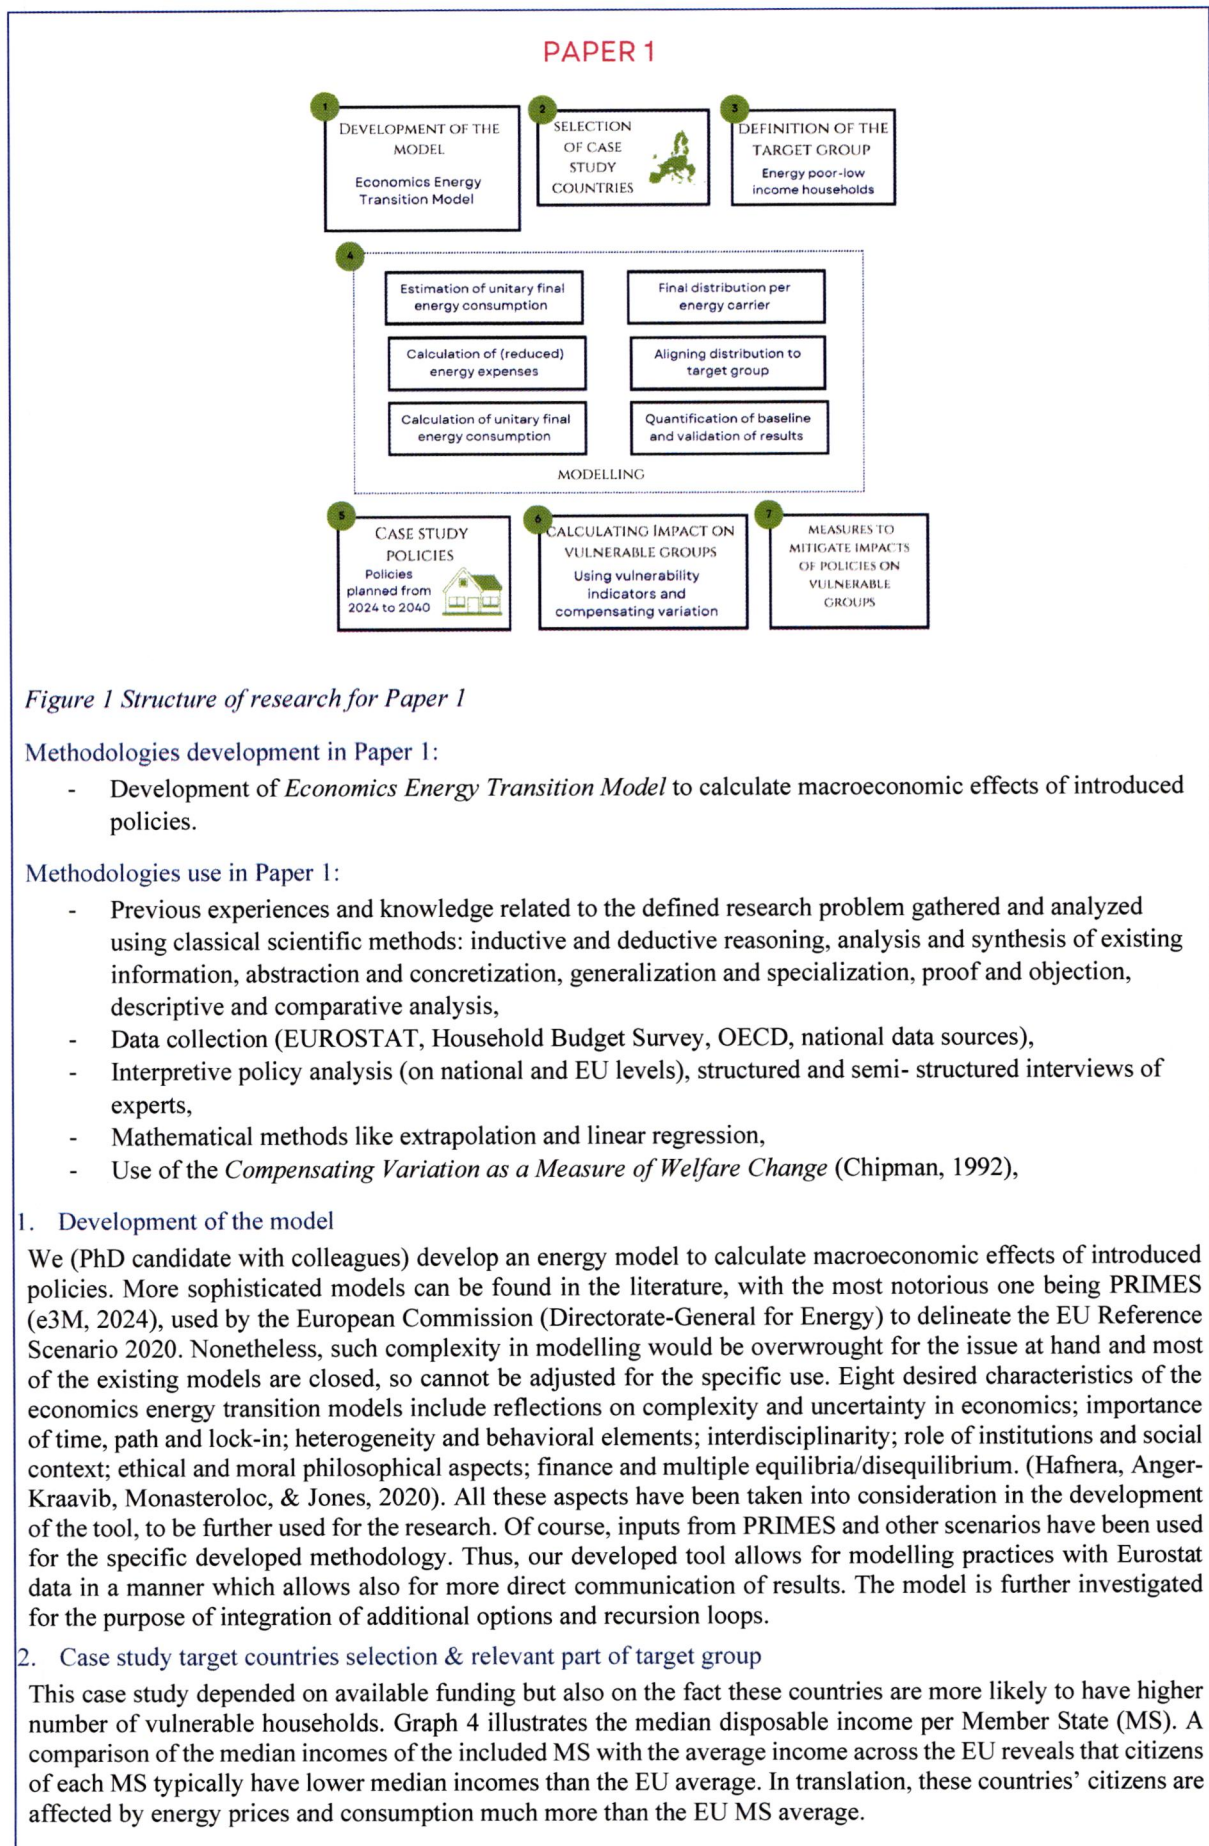 PAPER 1
1
DEVELOPMENT OF THE
MODEL
Economics Energy
Transition Model
2
SELECTION
OF CASE
STUDY
COUNTRIES
3
DEFINITION OF THE
TARGET GROUP
Energy poor-low
income households
4
Estimation of unitary final
energy consumption
Final distribution per
energy carrier
Calculation of (reduced)
energy expenses
Aligning distribution to
target group
Calculation of unitary final
energy consumption
Quantification of baseline
and validation of results
MODELLING
5
CASE STUDY
POLICIES
Policies
planned from
2024 to 2040
6
CALCULATING IMPACT ON
VULNERABLE GROUPS
Using vulnerability
indicators and
compensating variation
7
MEASURES TO
MITIGATE IMPACTS
OF POLICIES ON
VULNERABLE
GROUPS
Figure 1 Structure of research for Paper 1
Methodologies development in Paper 1:
- Development of Economics Energy Transition Model to calculate macroeconomic effects of introduced
policies.
Methodologies use in Paper 1:
- Previous experiences and knowledge related to the defined research problem gathered and analyzed
using classical scientific methods: inductive and deductive reasoning, analysis and synthesis of existing
information, abstraction and concretization, generalization and specialization, proof and objection,
descriptive and comparative analysis,
- Data collection (EUROSTAT, Household Budget Survey, OECD, national data sources),
- Interpretive policy analysis (on national and EU levels), structured and semi- structured interviews of
experts,
- Mathematical methods like extrapolation and linear regression,
- Use of the Compensating Variation as a Measure of Welfare Change (Chipman, 1992),
1. Development of the model
We (PhD candidate with colleagues) develop an energy model to calculate macroeconomic effects of introduced
policies. More sophisticated models can be found in the literature, with the most notorious one being PRIMES
(e3M, 2024), used by the European Commission (Directorate-General for Energy) to delineate the EU Reference
Scenario 2020. Nonetheless, such complexity in modelling would be overwrought for the issue at hand and most
of the existing models are closed, so cannot be adjusted for the specific use. Eight desired characteristics of the
economics energy transition models include reflections on complexity and uncertainty in economics; importance
of time, path and lock-in; heterogeneity and behavioral elements; interdisciplinarity; role of institutions and social
context; ethical and moral philosophical aspects; finance and multiple equilibria/disequilibrium. (Hafnera, Anger-
Kraavib, Monasteroloc, & Jones, 2020). All these aspects have been taken into consideration in the development
of the tool, to be further used for the research. Of course, inputs from PRIMES and other scenarios have been used
for the specific developed methodology. Thus, our developed tool allows for modelling practices with Eurostat
data in a manner which allows also for more direct communication of results. The model is further investigated
for the purpose of integration of additional options and recursion loops.
2. Case study target countries selection & relevant part of target group
This case study depended on available funding but also on the fact these countries are more likely to have higher
number of vulnerable households. Graph 4 illustrates the median disposable income per Member State (MS). A
comparison of the median incomes of the included MS with the average income across the EU reveals that citizens
of each MS typically have lower median incomes than the EU average. In translation, these countries' citizens are
affected by energy prices and consumption much more than the EU MS average.